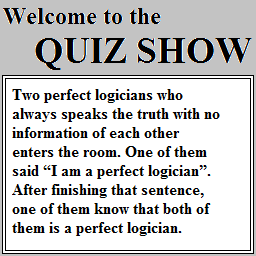 Welcome to the
QUIZ SHOW
Two perfect logicians who
always speaks the truth with no
information of each other
enters the room. One of them
said “I am a perfect logician”.
After finishing that sentence,
one of them know that both of
them is a perfect logician.